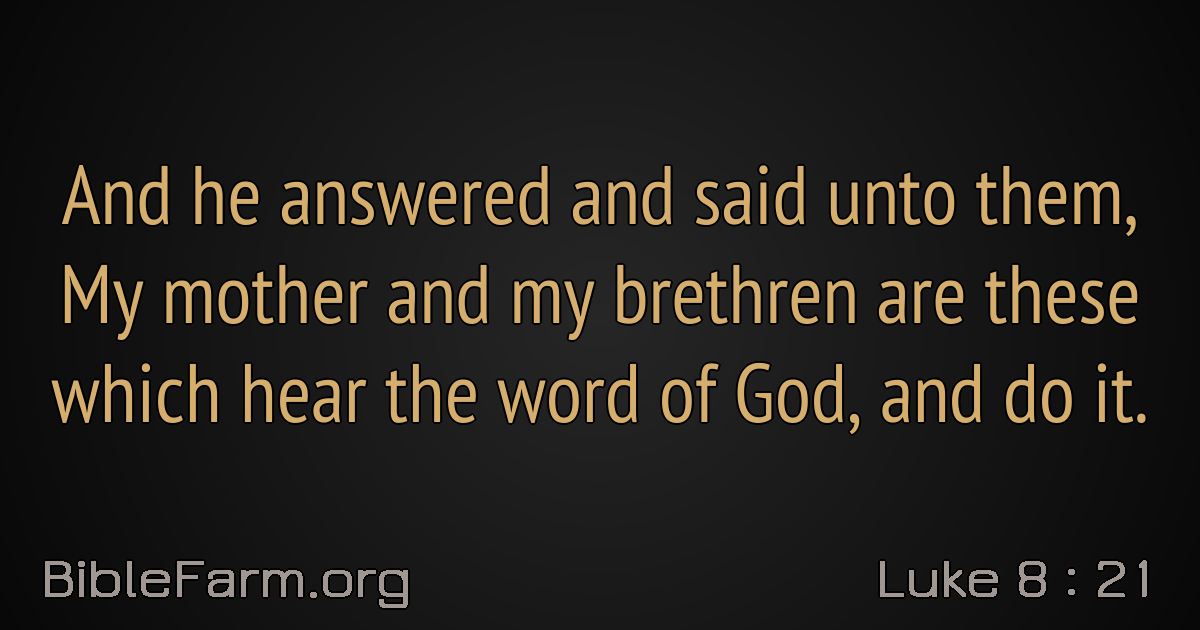 And he answered and said unto them,
My mother and my brethren are these
which hear the word of God, and do it.
BibleFarm.org
Luke 8 : 21